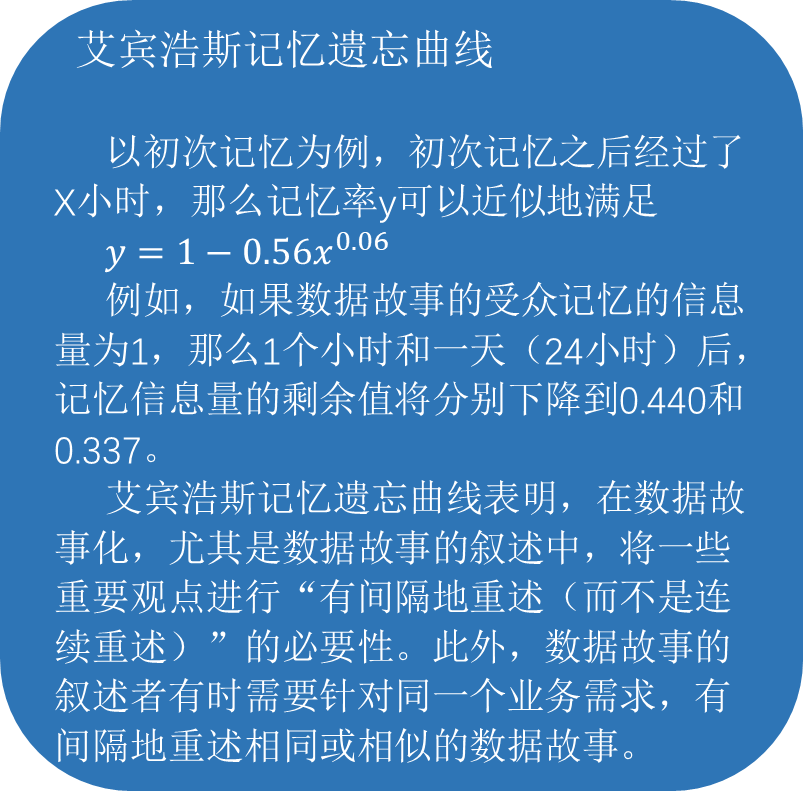 艾宾浩斯记忆遗忘曲线
以初次记忆为例，初次记忆之后经过了
X小时，那么记忆率y可以近似地满足
y = 1 − 0.56x^0.06
例如，如果数据故事的受众记忆的信息
量为1，那么1个小时和一天（24小时）后，
记忆信息量的剩余值将分别下降到0.440和
0.337。
艾宾浩斯记忆遗忘曲线表明，在数据故
事化，尤其是数据故事的叙述中，将一些
重要观点进行“有间隔地重述（而不是连
续重述）”的必要性。此外，数据故事的
叙述者有时需要针对同一个业务需求，有
间隔地重述相同或相似的数据故事。